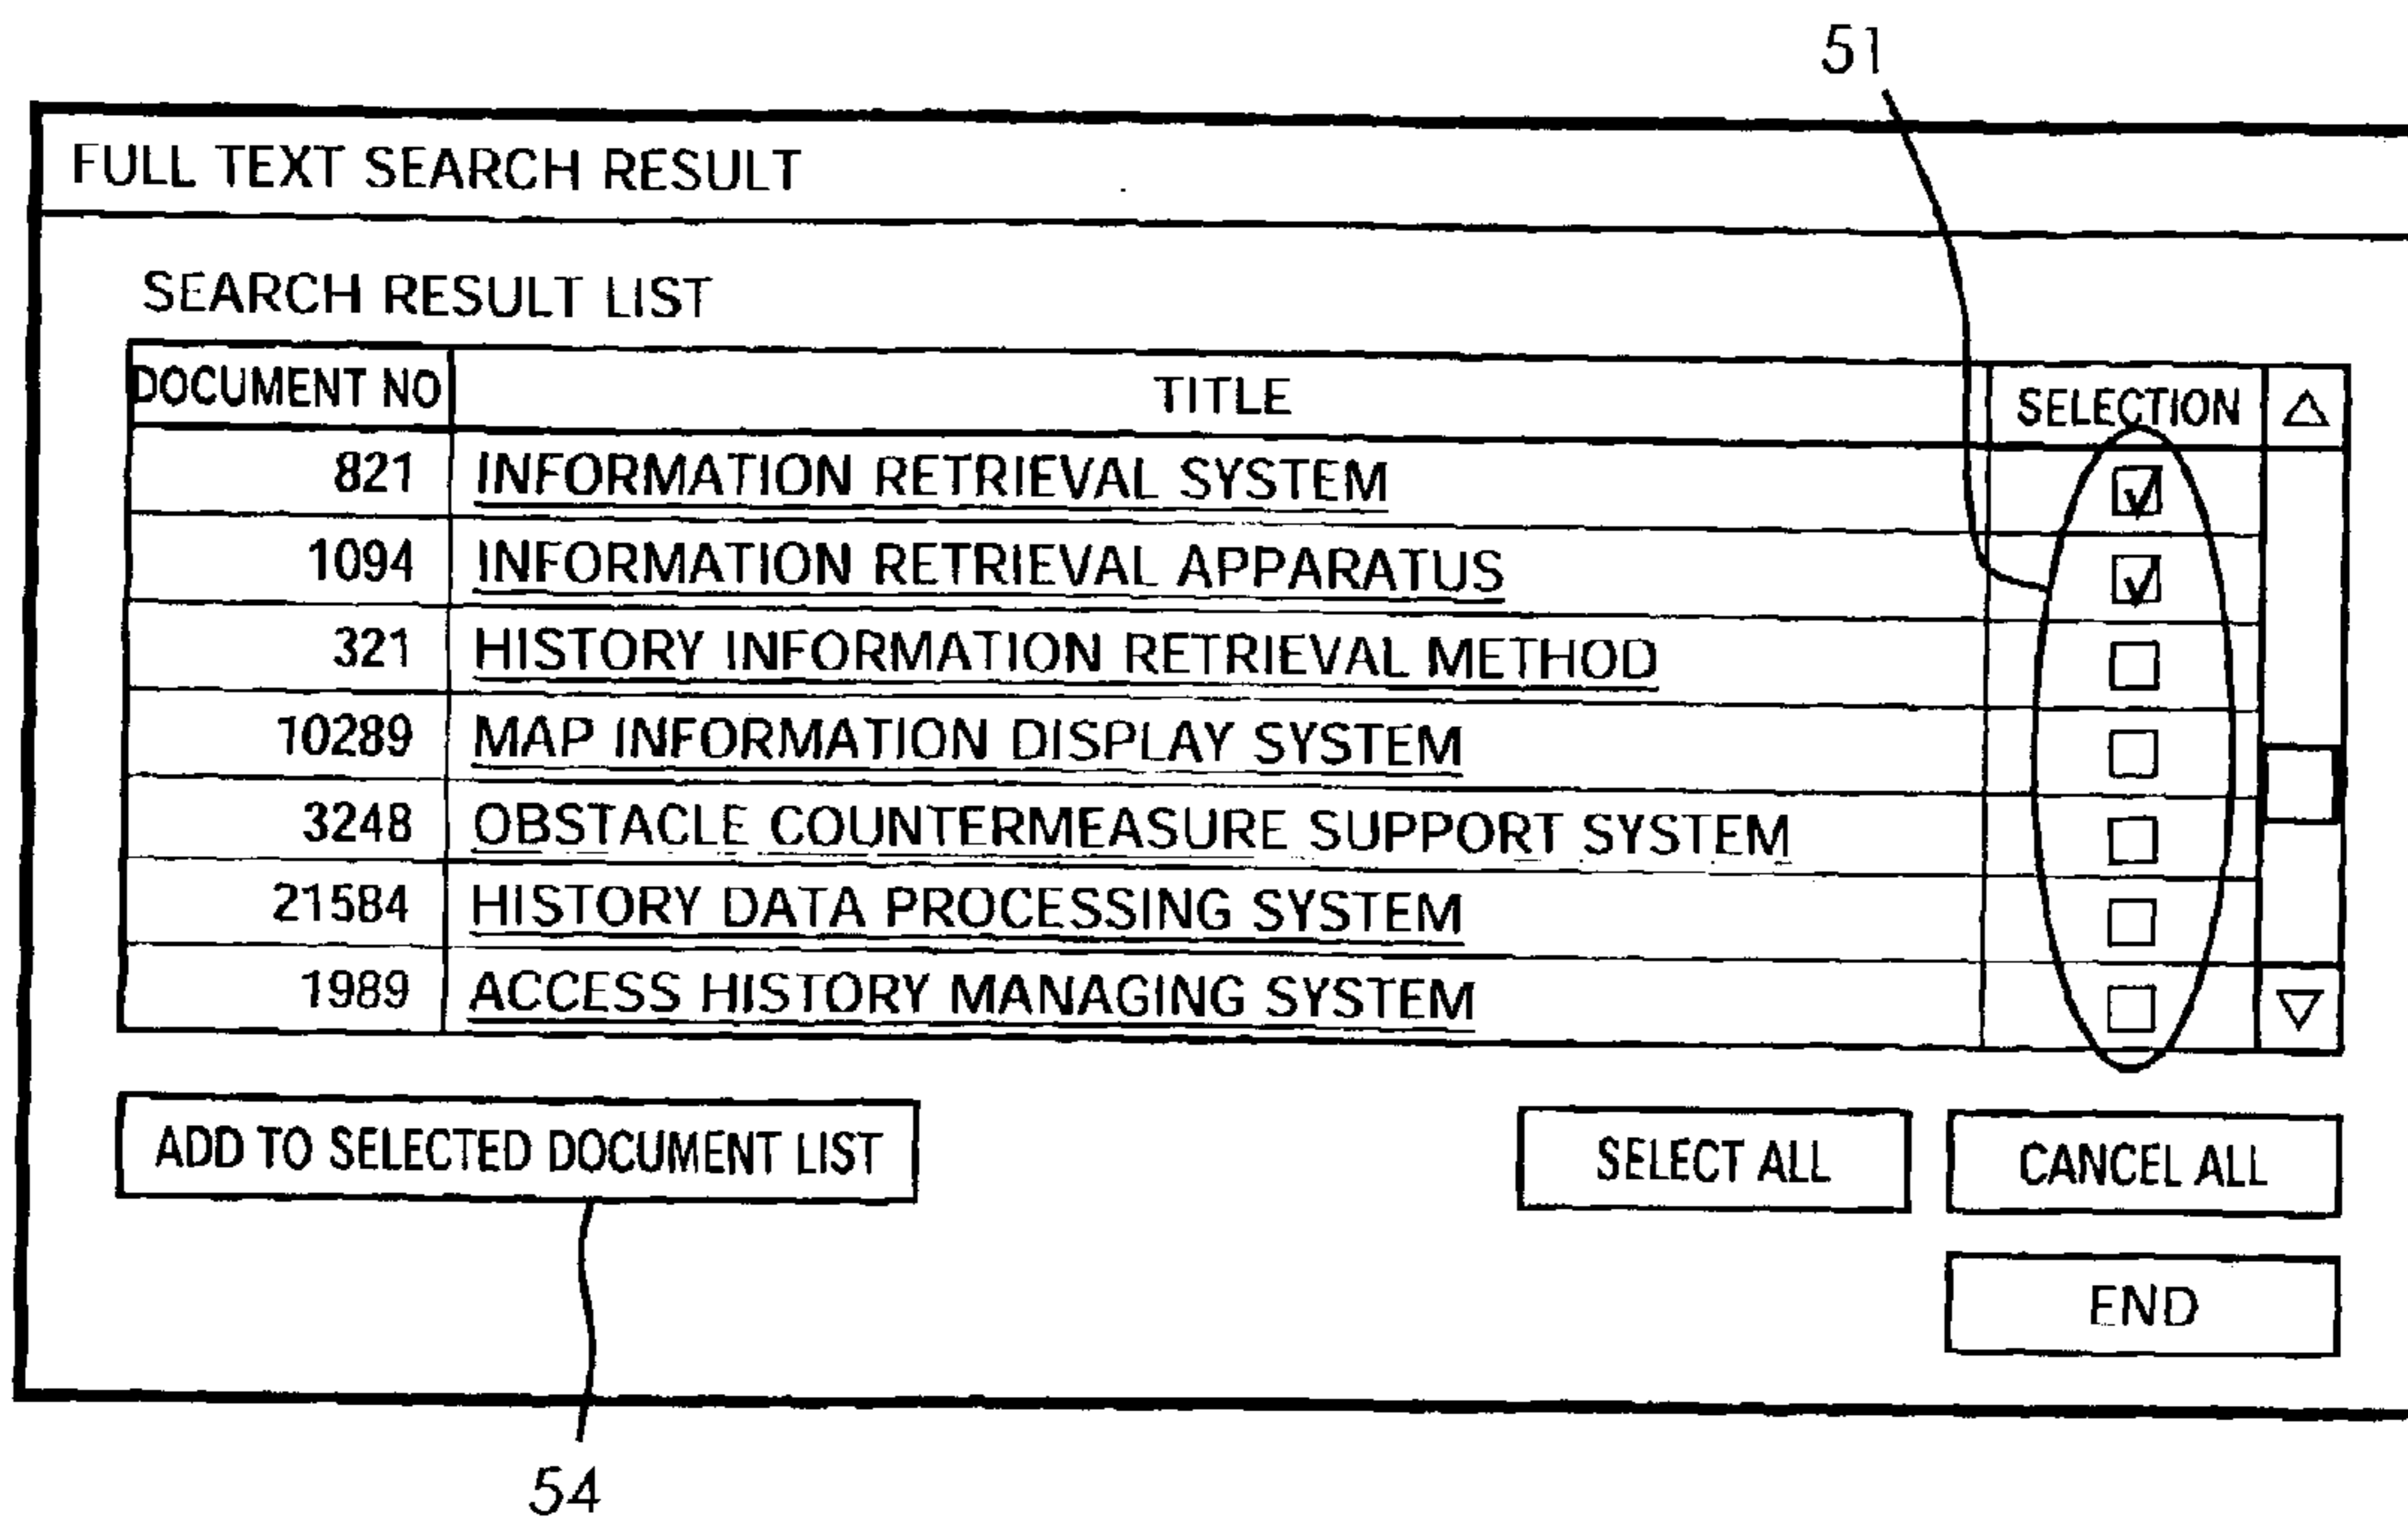 51
FULL TEXT SEARCH RESULT
SEARCH RESULT LIST
DOCUMENT NO TITLE SELECTION
821 INFORMATION RETRIEVAL SYSTEM
1094 INFORMATION RETRIEVAL APPARATUS
321 HISTORY INFORMATION RETRIEVAL METHOD
10289 MAP INFORMATION DISPLAY SYSTEM
3248 OBSTACLE COUNTERMEASURE SUPPORT SYSTEM
21584 HISTORY DATA PROCESSING SYSTEM
1989 ACCESS HISTORY MANAGING SYSTEM
ADD TO SELECTED DOCUMENT LIST SELECT ALL CANCEL ALL
END
54